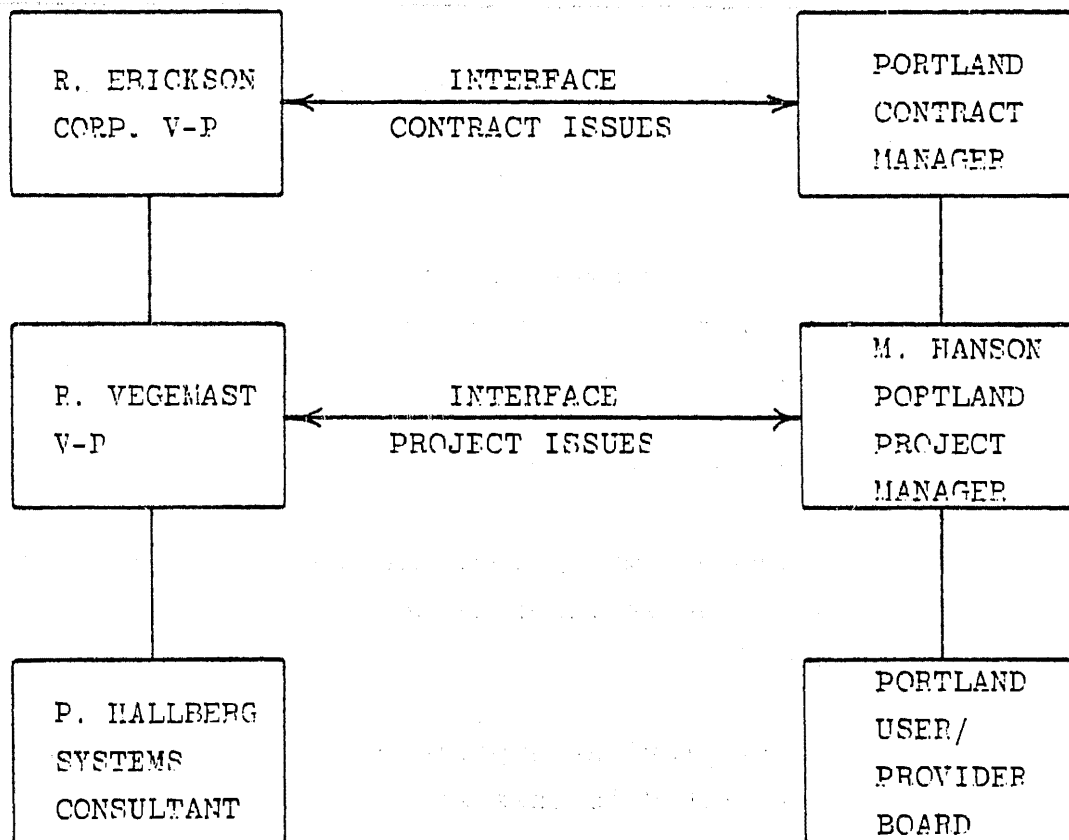 R. ERICKSON
CORP. V-P
INTERFACE
CONTRACT ISSUES
PORTLAND
CONTRACT
MANAGER
R. VEGEMAST
V-P
INTERFACE
PROJECT ISSUES
M. HANSON
PORTLAND
PROJECT
MANAGER
P. HALLBERG
SYSTEMS
CONSULTANT
PORTLAND
USER/
PROVIDER
BOARD